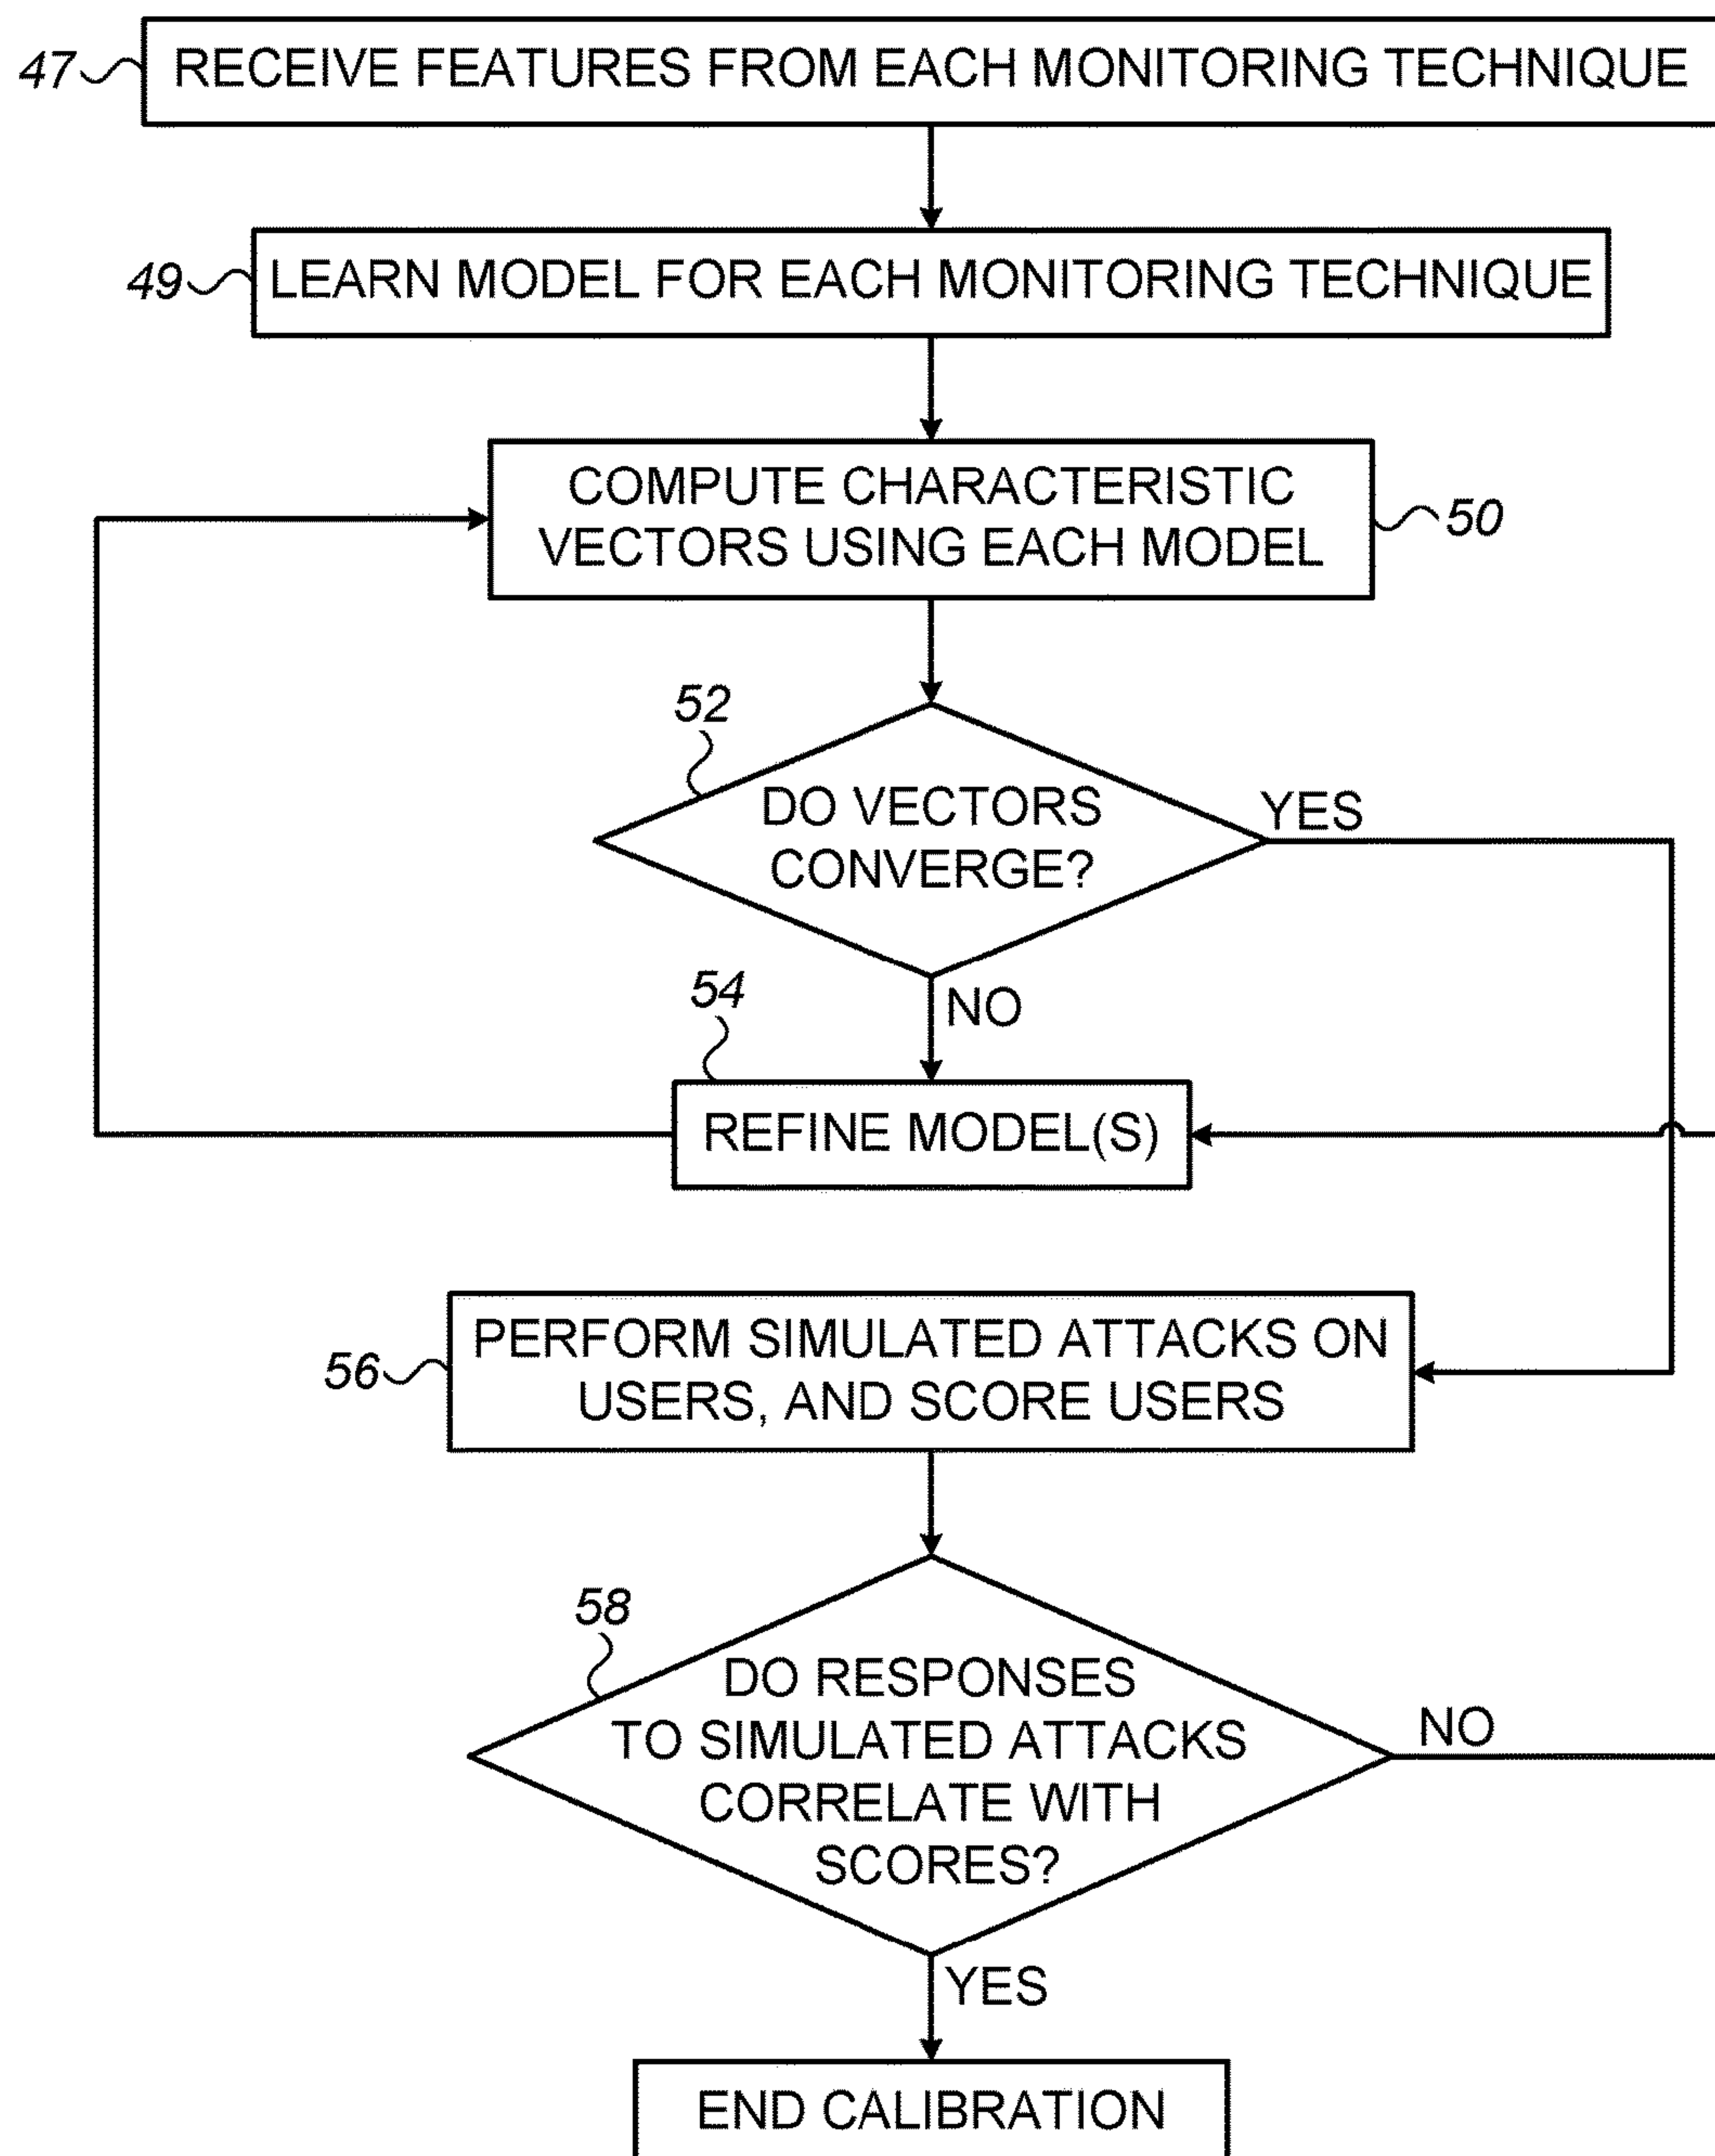 47
RECEIVE FEATURES FROM EACH MONITORING TECHNIQUE
49
LEARN MODEL FOR EACH MONITORING TECHNIQUE
COMPUTE CHARACTERISTIC
VECTORS USING EACH MODEL
50
52
DO VECTORS
CONVERGE?
YES
NO
54
REFINE MODEL(S)
56
PERFORM SIMULATED ATTACKS ON
USERS, AND SCORE USERS
58
DO RESPONSES
TO SIMULATED ATTACKS
CORRELATE WITH
SCORES?
NO
YES
END CALIBRATION